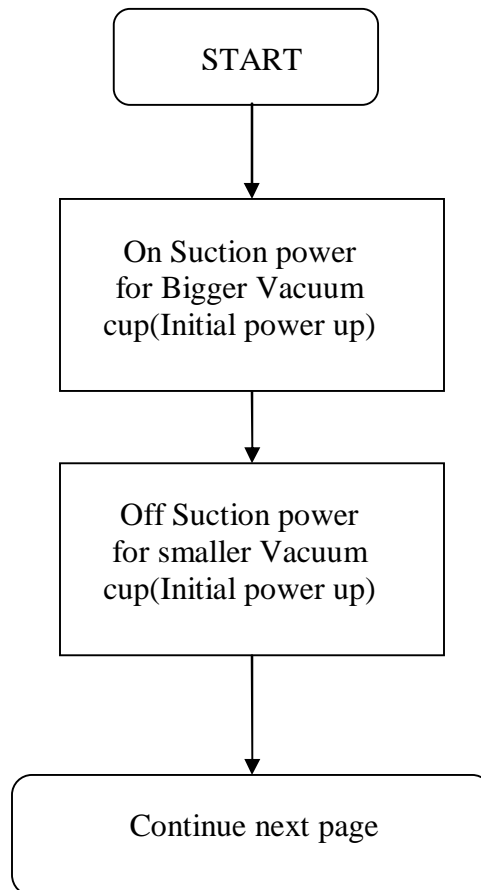 START
On Suction power
for Bigger Vacuum
cup(Initial power up)
Off Suction power
for smaller Vacuum
cup(Initial power up)
Continue next page